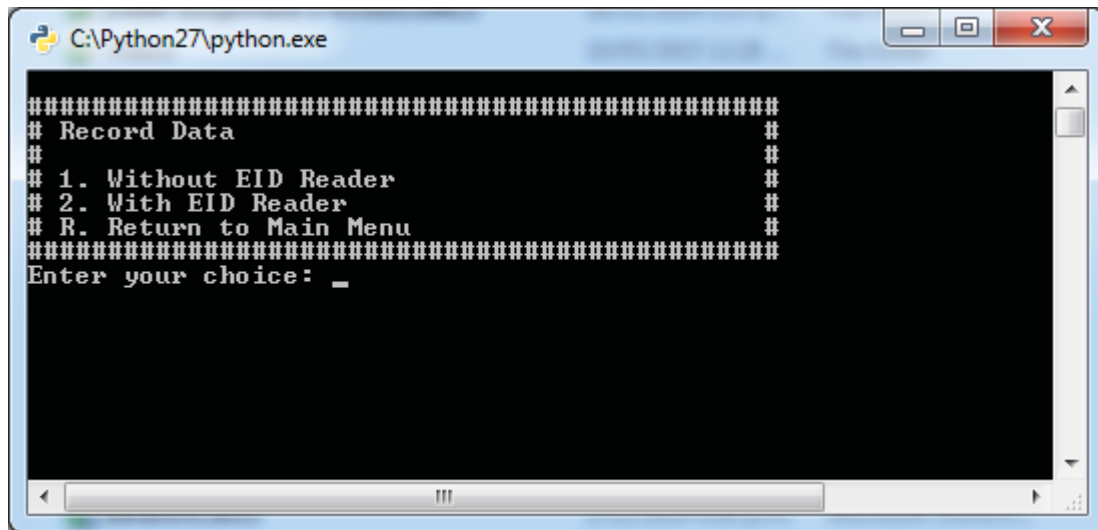 C:\Python27\python.exe
###############################################
# Record Data                                 #
#                                             #
# 1. Without EID Reader                       #
# 2. With EID Reader                          #
# R. Return to Main Menu                      #
###############################################
Enter your choice: _